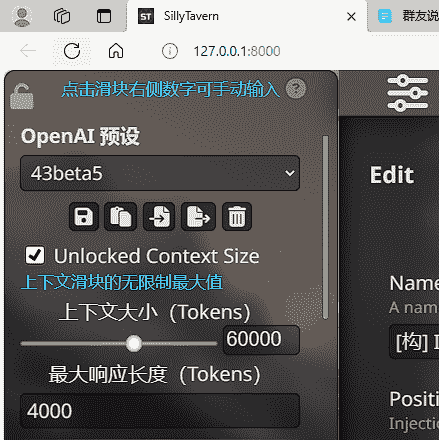 SillyTavern
群友说
127.0.0.1:8000
点击滑块右侧数字可手动输入
OpenAI 预设
43beta5
Edit
Unlocked Context Size
上下文滑块的无限制最大值
上下文大小（Tokens）
60000
最大响应长度（Tokens）
4000
Name
A nam
[构]
Positi
Injectio